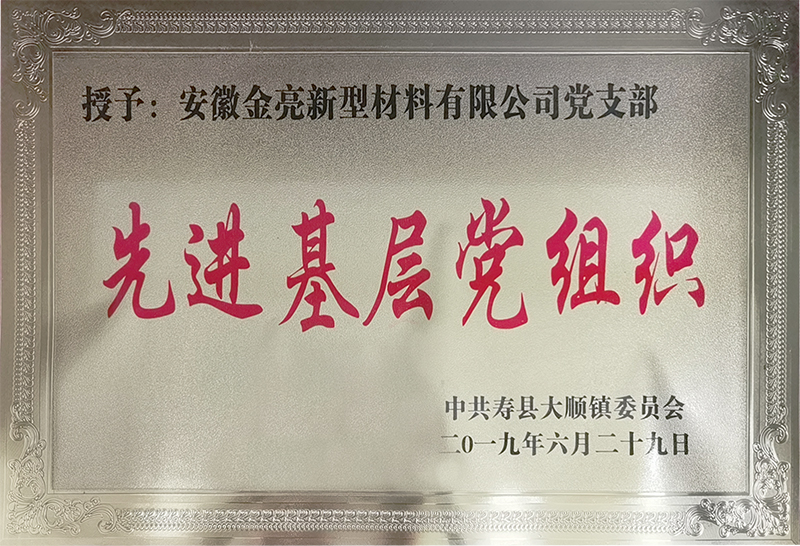 授予：安徽金亮新型材料有限公司党支部
先进基层党组织
中共寿县大顺镇委员会
二0一九年六月二十九日